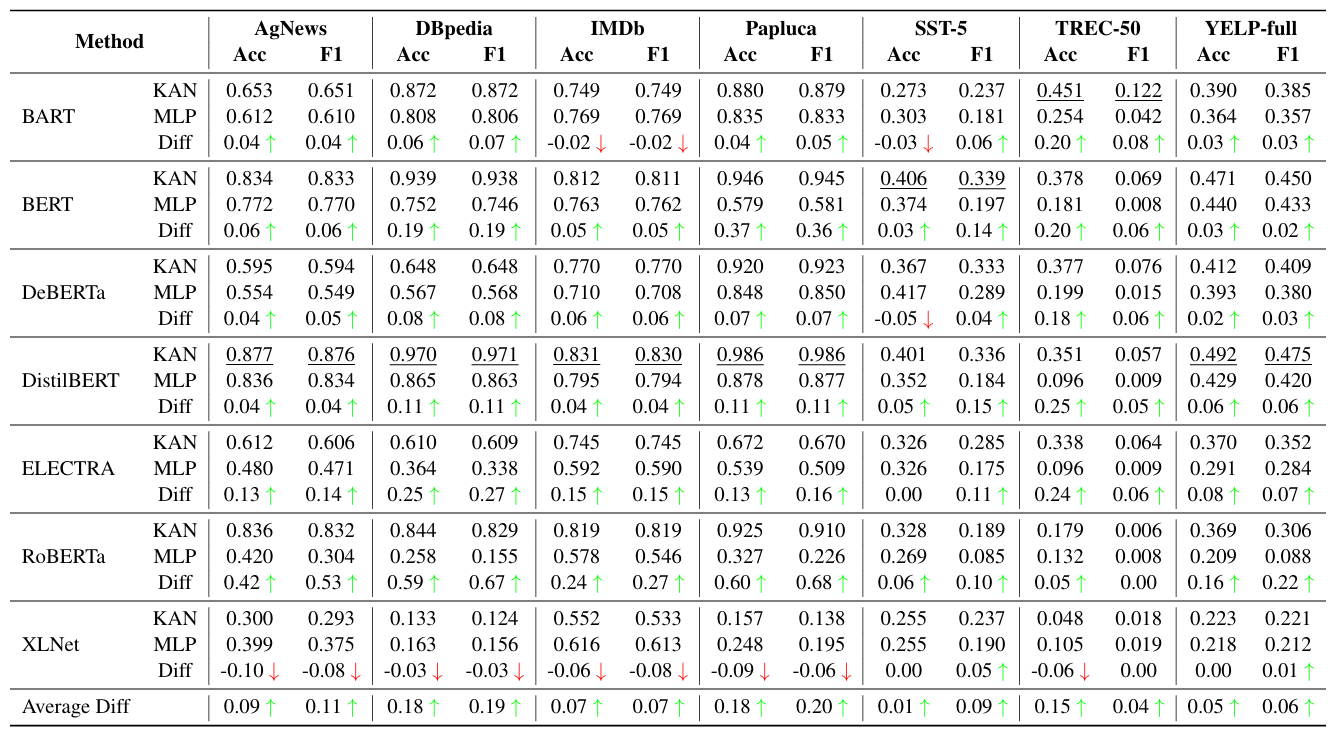 Method AgNews DBpedia IMDb Papluca SST-5 TREC-50 YELP-full
Acc F1 Acc F1 Acc F1 Acc F1 Acc F1 Acc F1 Acc F1
KAN 0.653 0.651 0.872 0.872 0.749 0.749 0.880 0.879 0.273 0.237 0.451 0.122 0.390 0.385
BART MLP 0.612 0.610 0.808 0.806 0.769 0.769 0.835 0.833 0.303 0.181 0.254 0.042 0.364 0.357
Diff 0.04 ↑ 0.04 ↑ 0.06 ↑ 0.07 ↑ -0.02 ↓ -0.02 ↓ 0.04 ↑ 0.05 ↑ -0.03 ↓ 0.06 ↑ 0.20 ↑ 0.08 ↑ 0.03 ↑ 0.03 ↑
KAN 0.834 0.833 0.939 0.938 0.812 0.811 0.946 0.945 0.406 0.339 0.378 0.069 0.471 0.450
BERT MLP 0.772 0.770 0.752 0.746 0.763 0.762 0.579 0.581 0.374 0.197 0.181 0.008 0.440 0.433
Diff 0.06 ↑ 0.06 ↑ 0.19 ↑ 0.19 ↑ 0.05 ↑ 0.05 ↑ 0.37 ↑ 0.36 ↑ 0.03 ↑ 0.14 ↑ 0.20 ↑ 0.06 ↑ 0.03 ↑ 0.02 ↑
KAN 0.595 0.594 0.648 0.648 0.770 0.770 0.920 0.923 0.367 0.333 0.377 0.076 0.412 0.409
DeBERTa MLP 0.554 0.549 0.567 0.568 0.710 0.708 0.848 0.850 0.417 0.289 0.199 0.015 0.393 0.380
Diff 0.04 ↑ 0.05 ↑ 0.08 ↑ 0.08 ↑ 0.06 ↑ 0.06 ↑ 0.07 ↑ 0.07 ↑ -0.05 ↓ 0.04 ↑ 0.18 ↑ 0.06 ↑ 0.02 ↑ 0.03 ↑
KAN 0.877 0.876 0.970 0.971 0.831 0.830 0.986 0.986 0.401 0.336 0.351 0.057 0.492 0.475
DistilBERT MLP 0.836 0.834 0.865 0.863 0.795 0.794 0.878 0.877 0.352 0.184 0.096 0.009 0.429 0.420
Diff 0.04 ↑ 0.04 ↑ 0.11 ↑ 0.11 ↑ 0.04 ↑ 0.04 ↑ 0.11 ↑ 0.11 ↑ 0.05 ↑ 0.15 ↑ 0.25 ↑ 0.05 ↑ 0.06 ↑ 0.06 ↑
KAN 0.612 0.606 0.610 0.609 0.745 0.745 0.672 0.670 0.326 0.285 0.338 0.064 0.370 0.352
ELECTRA MLP 0.480 0.471 0.364 0.338 0.592 0.590 0.539 0.509 0.326 0.175 0.096 0.009 0.291 0.284
Diff 0.13 ↑ 0.14 ↑ 0.25 ↑ 0.27 ↑ 0.15 ↑ 0.15 ↑ 0.13 ↑ 0.16 ↑ 0.00 0.11 ↑ 0.24 ↑ 0.06 ↑ 0.08 ↑ 0.07 ↑
KAN 0.836 0.832 0.844 0.829 0.819 0.819 0.925 0.910 0.328 0.189 0.179 0.006 0.369 0.306
RoBERTa MLP 0.420 0.304 0.258 0.155 0.578 0.546 0.327 0.226 0.269 0.085 0.132 0.008 0.209 0.088
Diff 0.42 ↑ 0.53 ↑ 0.59 ↑ 0.67 ↑ 0.24 ↑ 0.27 ↑ 0.60 ↑ 0.68 ↑ 0.06 ↑ 0.10 ↑ 0.05 ↑ 0.00 0.16 ↑ 0.22 ↑
KAN 0.300 0.293 0.133 0.124 0.552 0.533 0.157 0.138 0.255 0.237 0.048 0.018 0.223 0.221
XLNet MLP 0.399 0.375 0.163 0.156 0.616 0.613 0.248 0.195 0.255 0.190 0.105 0.019 0.218 0.212
Diff -0.10 ↓ -0.08 ↓ -0.03 ↓ -0.03 ↓ -0.06 ↓ -0.08 ↓ -0.09 ↓ -0.06 ↓ 0.00 0.05 ↑ -0.06 ↓ 0.00 0.00 0.01 ↑
Average Diff 0.09 ↑ 0.11 ↑ 0.18 ↑ 0.19 ↑ 0.07 ↑ 0.07 ↑ 0.18 ↑ 0.20 ↑ 0.01 ↑ 0.09 ↑ 0.15 ↑ 0.04 ↑ 0.05 ↑ 0.06 ↑